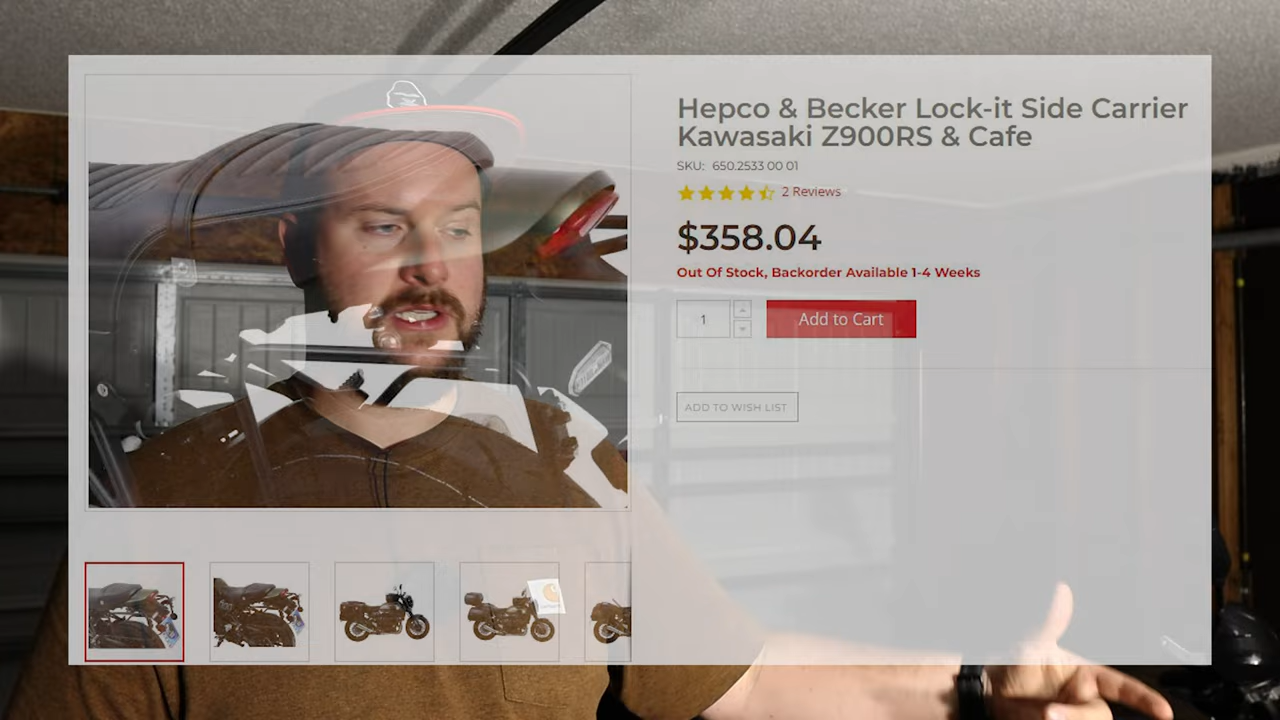 Hepco & Becker Lock-it Side Carrier
Kawasaki Z900RS & Cafe
SKU: 650.2533 00 01
2 Reviews
$358.04
Out Of Stock, Backorder Available 1-4 Weeks
1
Add to Cart
ADD TO WISH LIST